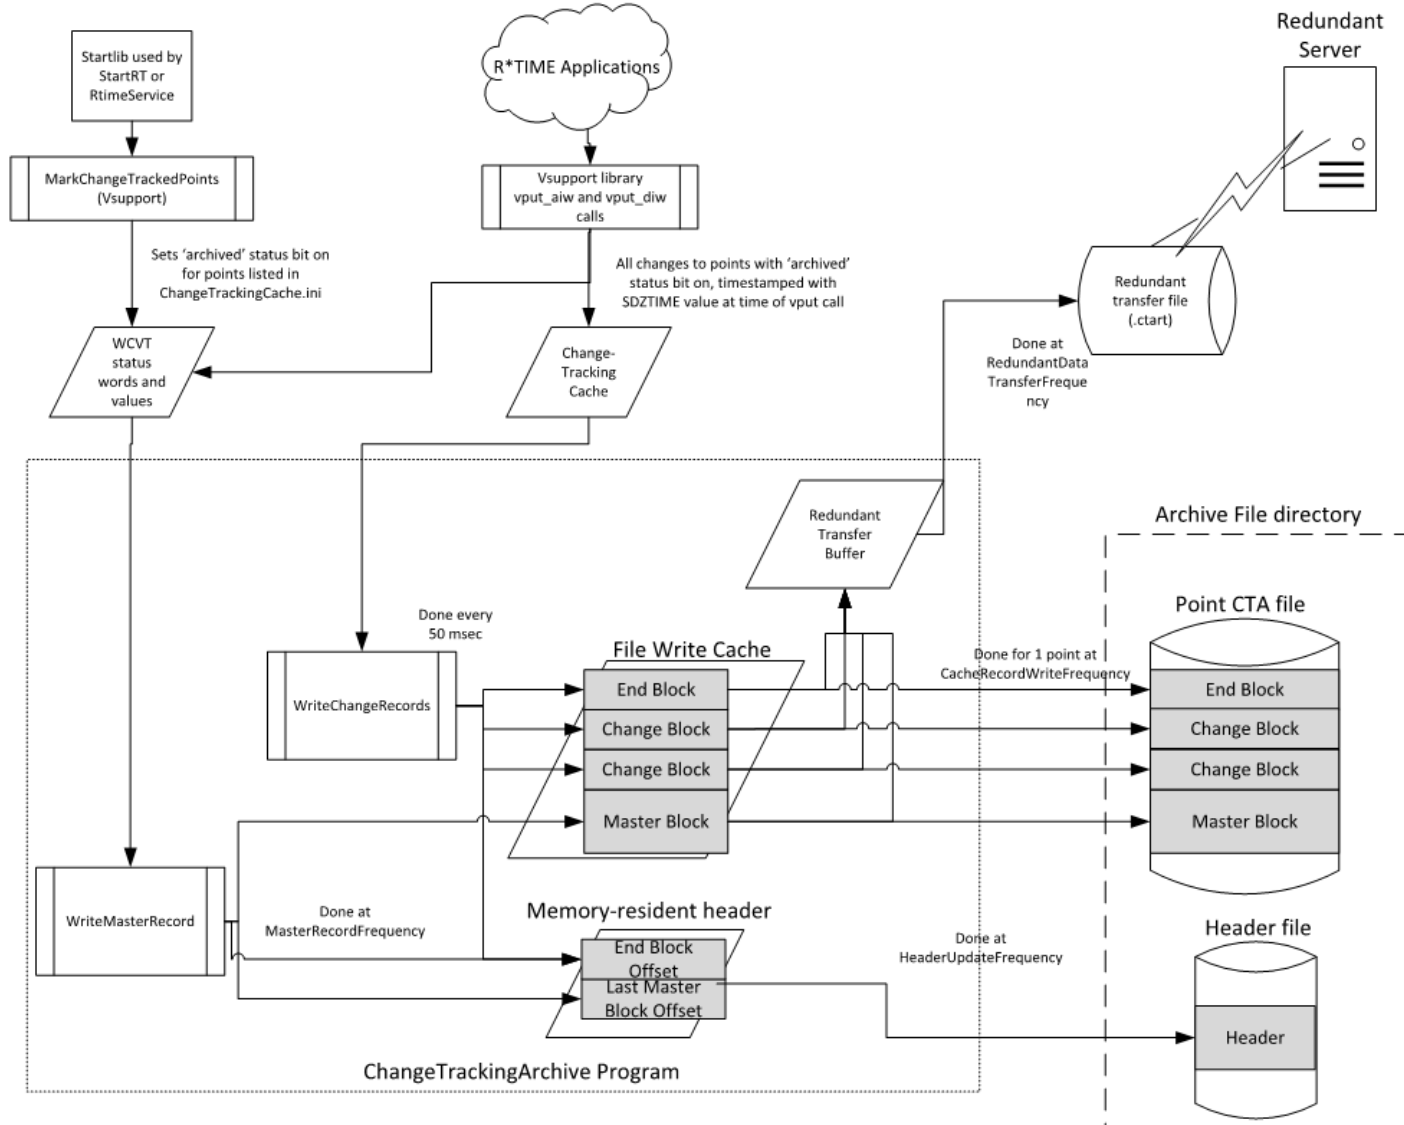 Redundant
Server
Startlib used by
StartRT or
RtimeService
R*TIME Applications
MarkChangeTrackedPoints
(Vsupport)
Vsupport library
vput_aiw and vput_diw
calls
Sets ‘archived’ status bit on
for points listed in
ChangeTrackingCache.ini
All changes to points with ‘archived’
status bit on, timestamped with
SDZTIME value at time of vput call
Redundant
transfer file
(.ctart)
WCVT
status
words and
values
Change-
Tracking
Cache
Done at
RedundantData
TransferFreque
ncy
Redundant
Transfer
Buffer
Archive File directory
Point CTA file
Done every
50 msec
File Write Cache
Done for 1 point at
CacheRecordWriteFrequency
WriteChangeRecords
End Block
Change Block
Change Block
Master Block
End Block
Change Block
Change Block
Master Block
WriteMasterRecord
Done at
MasterRecordFrequency
Memory-resident header
End Block
Offset
Last Master
Block Offset
Done at
HeaderUpdateFrequency
Header file
Header
ChangeTrackingArchive Program